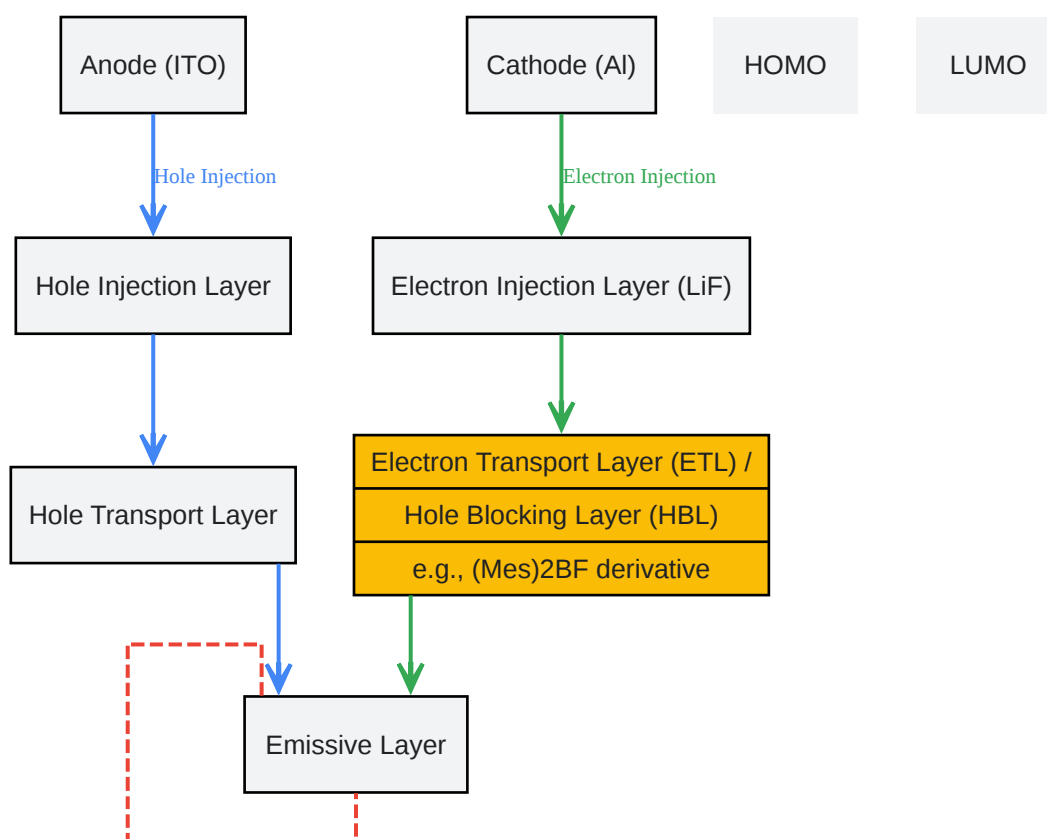 Anode (ITO)
Cathode (Al)
HOMO
LUMO
Hole Injection
Electron Injection
Hole Injection Layer
Electron Injection Layer (LiF)
Electron Transport Layer (ETL) /
Hole Transport Layer
Hole Blocking Layer (HBL)
e.g., (Mes)2BF derivative
Emissive Layer